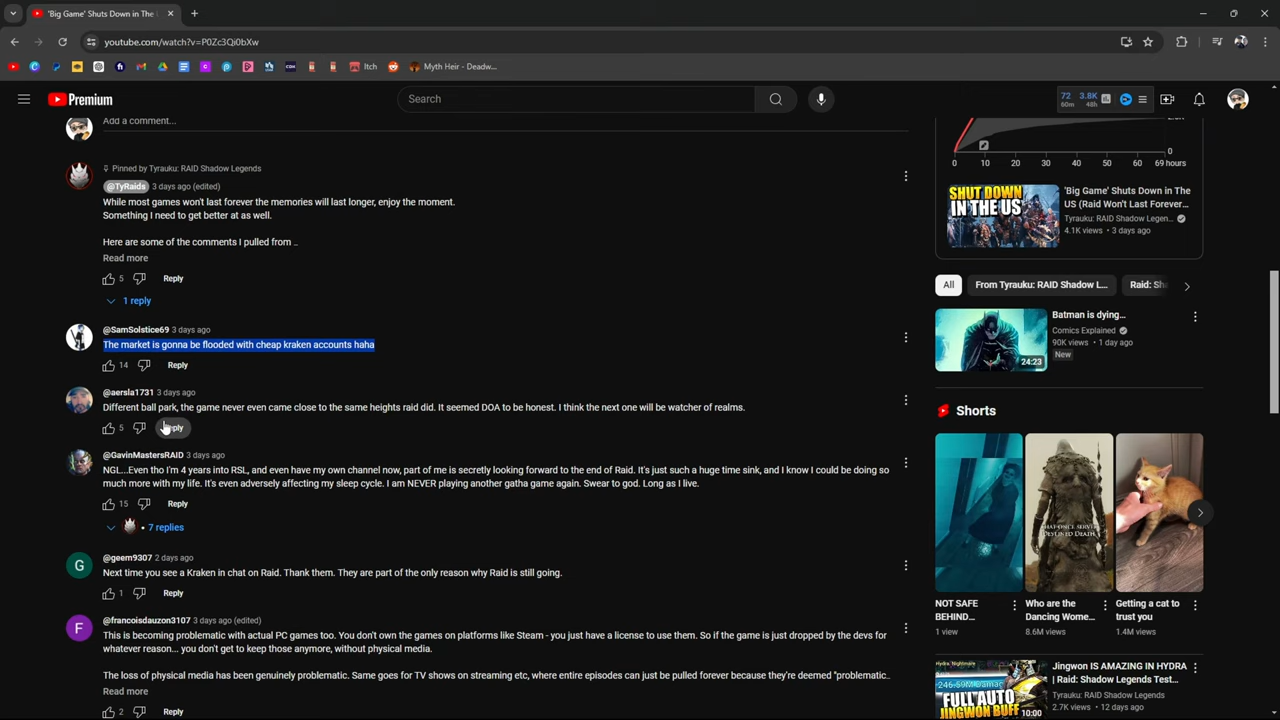 'Big Game' Shuts Down in The
youtube.com/watch?v=P0Zc3Qi0bXw
Itch
Myth Heir - Deadw...
Premium
Search
72 3.8K
60m 48h
Add a comment...
Pinned by Tyrauku: RAID Shadow Legends
@TyRaids 3 days ago (edited)
While most games won't last forever the memories will last longer, enjoy the moment.
Something I need to get better at as well.
Here are some of the comments I pulled from ..
Read more
5 Reply
1 reply
@SamSolstice69 3 days ago
The market is gonna be flooded with cheap kraken accounts haha
14 Reply
@aersla1731 3 days ago
Different ball park, the game never even came close to the same heights raid did. It seemed DOA to be honest. I think the next one will be watcher of realms.
5 Reply
@GavinMastersRAID 3 days ago
NGL...Even tho I'm 4 years into RSL, and even have my own channel now, part of me is secretly looking forward to the end of Raid. It's just such a huge time sink, and I know I could be doing so
much more with my life. It's even adversely affecting my sleep cycle. I am NEVER playing another gatha game again. Swear to god. Long as I live.
15 Reply
• 7 replies
G
@geem9307 2 days ago
Next time you see a Kraken in chat on Raid. Thank them. They are part of the only reason why Raid is still going.
1 Reply
F
@francoisdauzon3107 3 days ago (edited)
This is becoming problematic with actual PC games too. You don't own the games on platforms like Steam - you just have a license to use them. So if the game is just dropped by the devs for
whatever reason... you don't get to keep those anymore, without physical media.
The loss of physical media has been genuinely problematic. Same goes for TV shows on streaming etc, where entire episodes can just be pulled forever because they're deemed "problematic..
Read more
2 Reply
0
0 10 20 30 40 50 60 69 hours
SHUT DOWN
IN THE US
'Big Game' Shuts Down in The
US (Raid Won't Last Forever...
Tyrauku: RAID Shadow Legen...
4.1K views • 3 days ago
All From Tyrauku: RAID Shadow L... Raid: Sh
24:23
Batman is dying...
Comics Explained
90K views • 1 day ago
New
Shorts
THAT ONCE SERVED
DESTINED DEATH
NOT SAFE
BEHIND...
1 view
Who are the
Dancing Wome...
8.6M views
Getting a cat to
trust you
1.4M views
FULL AUTO
JINGWON BUFF
10:00
Jingwon IS AMAZING IN HYDRA
| Raid: Shadow Legends Test...
Tyrauku: RAID Shadow Legends
2.7K views • 12 days ago